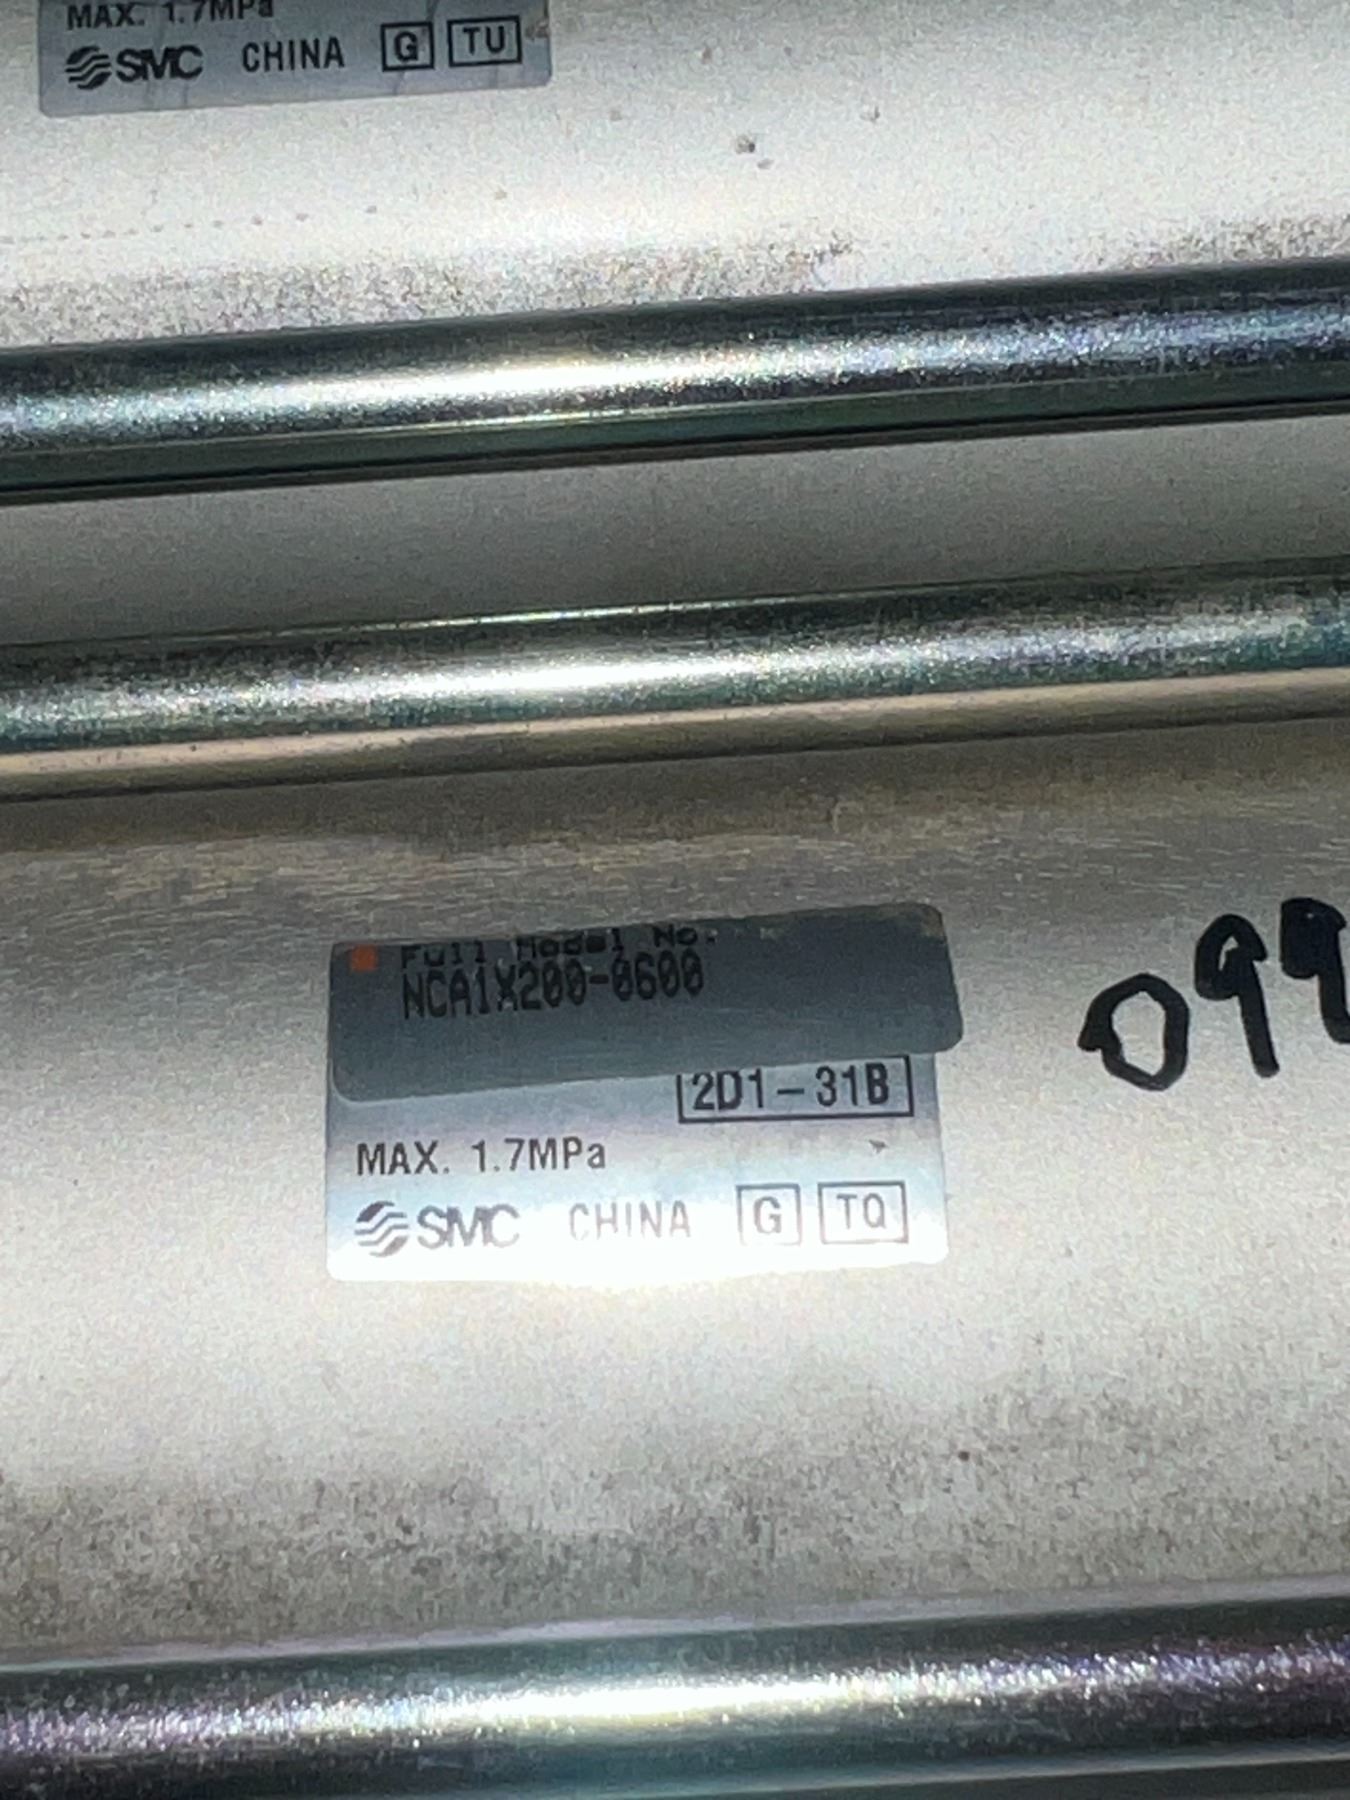 MAX. 1.7MPa
SMC CHINA G TU
Full Model No.
NCA1X200-0600
2D1-31B
MAX. 1.7MPa
SMC CHINA G TQ
099